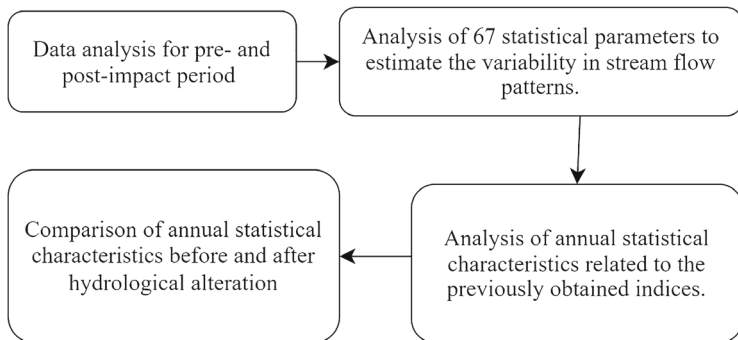 Data analysis for pre- and
post-impact period
Analysis of 67 statistical parameters to
estimate the variability in stream flow
patterns.
Analysis of annual statistical
characteristics related to the
previously obtained indices.
Comparison of annual statistical
characteristics before and after
hydrological alteration